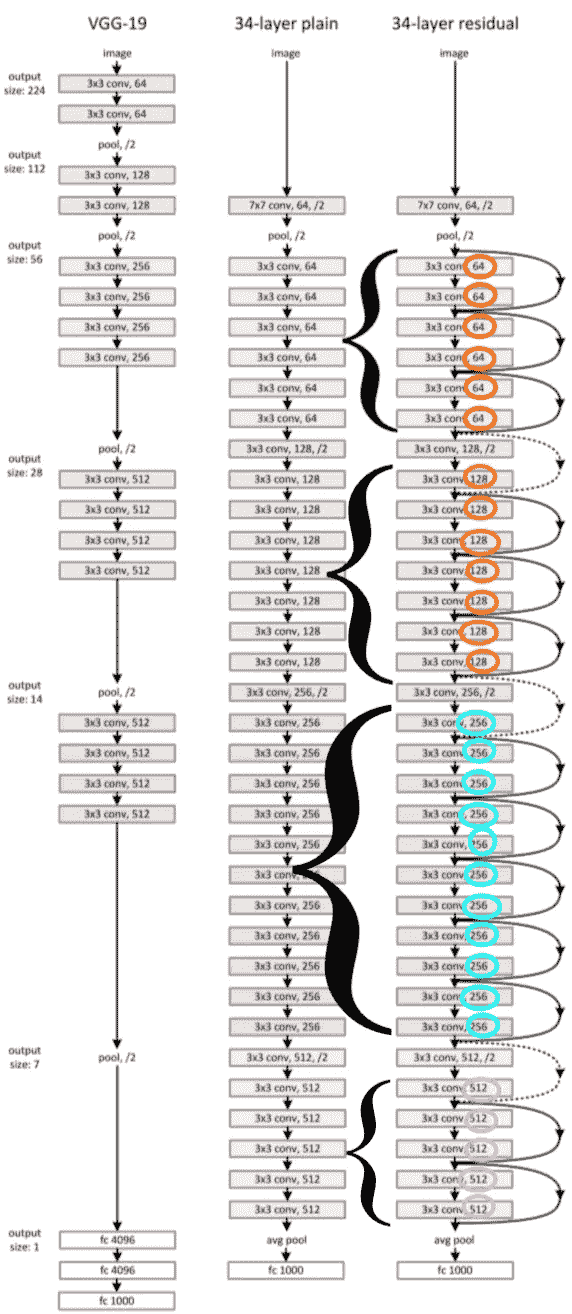 VGG-19
image
output
size: 224
3x3 conv, 64
3x3 conv, 64
pool, /2
output
size: 112
3x3 conv, 128
3x3 conv, 128
pool, /2
output
size: 56
3x3 conv, 256
3x3 conv, 256
3x3 conv, 256
3x3 conv, 256
pool, /2
output
size: 28
3x3 conv, 512
3x3 conv, 512
3x3 conv, 512
3x3 conv, 512
pool, /2
output
size: 14
3x3 conv, 512
3x3 conv, 512
3x3 conv, 512
3x3 conv, 512
output
size: 7
pool, /2
output
size: 1
fc 4096
fc 4096
fc 1000
34-layer plain
image
7x7 conv, 64, /2
pool, /2
3x3 conv, 64
3x3 conv, 64
3x3 conv, 64
3x3 conv, 64
3x3 conv, 64
3x3 conv, 64
3x3 conv, 128, /2
3x3 conv, 128
3x3 conv, 128
3x3 conv, 128
3x3 conv, 128
3x3 conv, 128
3x3 conv, 128
3x3 conv, 128
3x3 conv, 256, /2
3x3 conv, 256
3x3 conv, 256
3x3 conv, 256
3x3 conv, 256
3x3 conv, 256
3x3 conv,
3x3 conv, 256
3x3 conv, 256
3x3 conv, 256
3x3 conv, 256
3x3 conv, 256
3x3 conv, 512, /2
3x3 conv, 512
3x3 conv, 512
3x3 conv, 512
3x3 conv, 512
3x3 conv, 512
avg pool
fc 1000
34-layer residual
image
7x7 conv, 64, /2
pool, /2
3x3 conv, 64
3x3 conv, 64
3x3 conv, 64
3x3 conv, 64
3x3 conv, 64
3x3 conv, 64
3x3 conv, 128, /2
3x3 conv, 128
3x3 conv, 128
3x3 conv, 128
3x3 conv, 128
3x3 conv, 128
3x3 conv, 128
3x3 conv, 128
3x3 conv, 256, /2
3x3 conv, 256
3x3 conv, 256
3x3 conv, 256
3x3 conv, 256
3x3 conv, 256
3x3 conv, 256
3x3 conv, 256
3x3 conv, 256
3x3 conv, 256
3x3 conv, 256
3x3 conv, 256
3x3 conv, 512, /2
3x3 conv, 512
3x3 conv, 512
3x3 conv, 512
3x3 conv, 512
3x3 conv, 512
avg pool
fc 1000